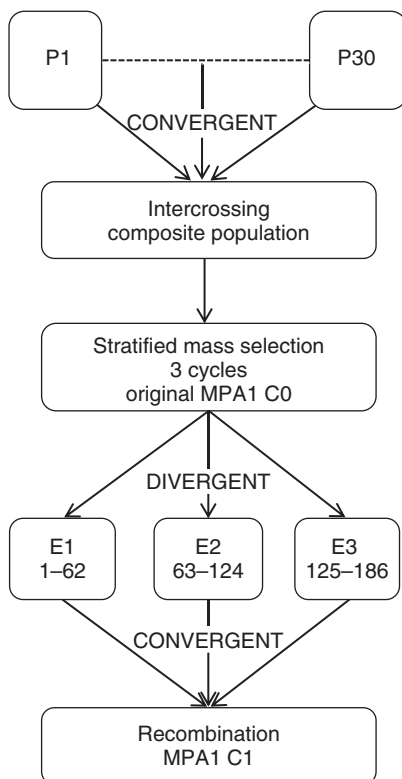 P1
P30
CONVERGENT
Intercrossing
composite population
Stratified mass selection
3 cycles
original MPA1 C0
DIVERGENT
E1
1–62
E2
63–124
E3
125–186
CONVERGENT
Recombination
MPA1 C1